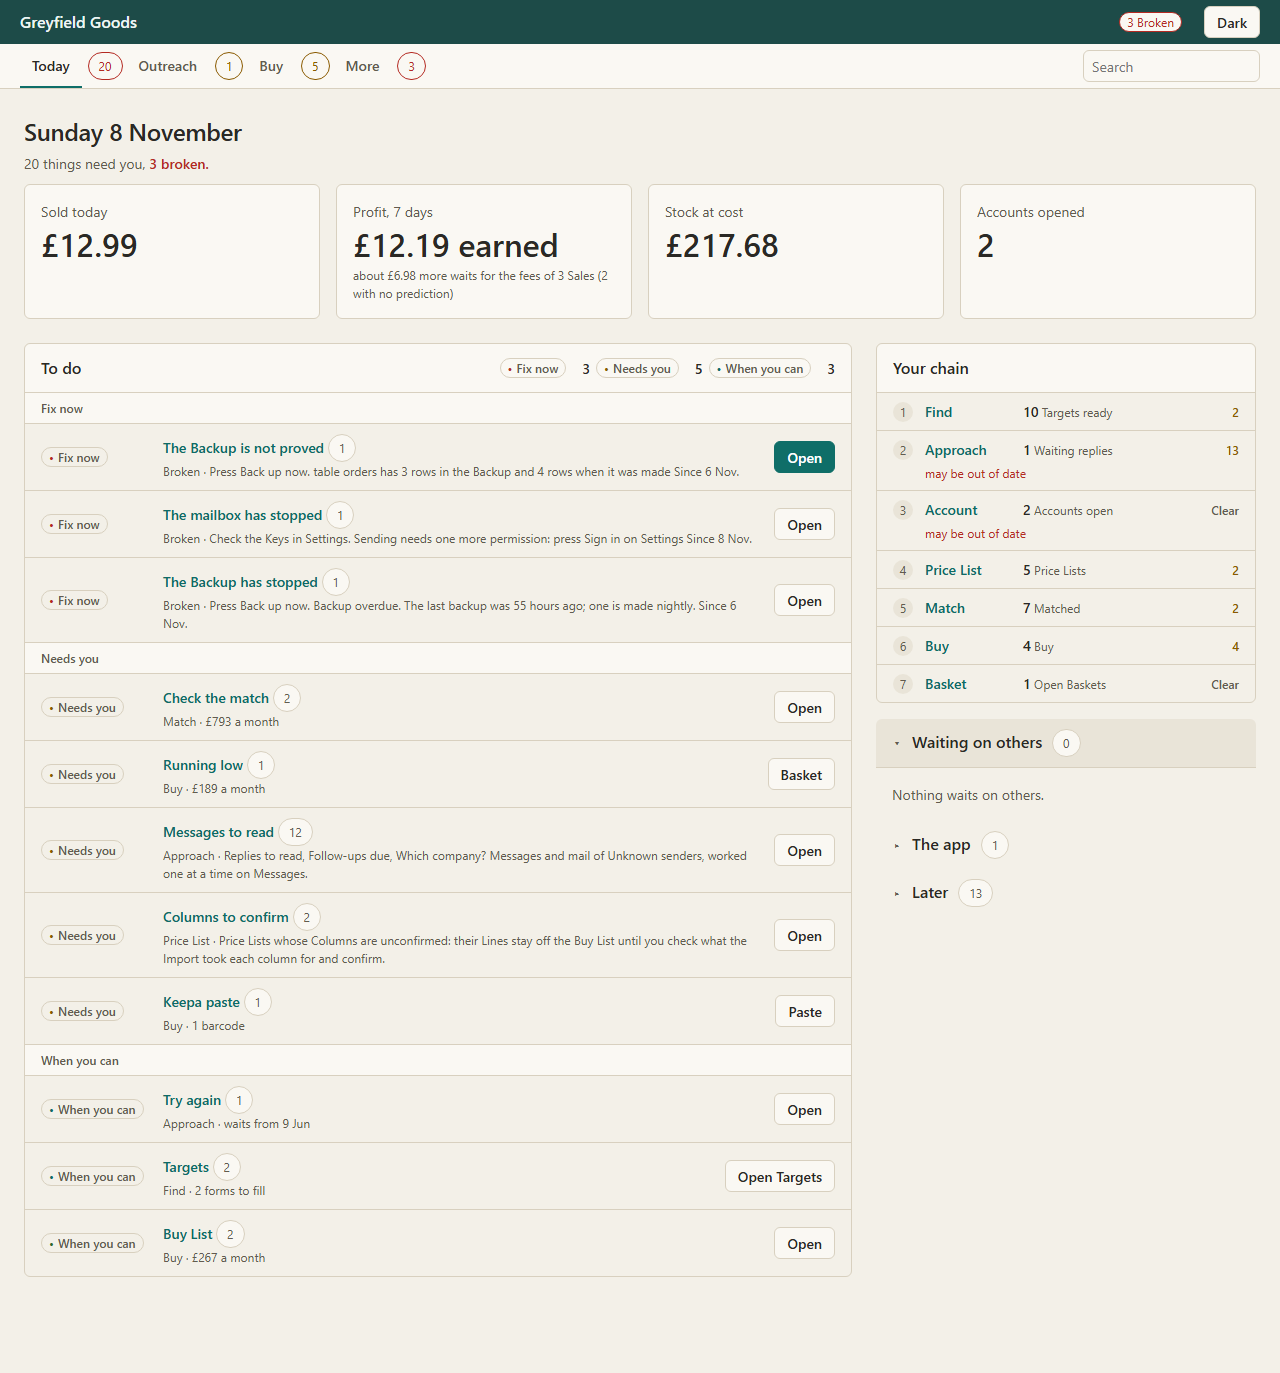 Greyfield Goods
3 Broken
Dark
Today 20 Outreach 1 Buy 5 More 3
Search
Sunday 8 November
20 things need you, 3 broken.
Sold today
£12.99
Profit, 7 days
£12.19 earned
about £6.98 more waits for the fees of 3 Sales (2
with no prediction)
Stock at cost
£217.68
Accounts opened
2
To do
• Fix now 3 • Needs you 5 • When you can 3
Fix now
• Fix now
The Backup is not proved 1
Broken · Press Back up now. table orders has 3 rows in the Backup and 4 rows when it was made Since 6 Nov.
Open
• Fix now
The mailbox has stopped 1
Broken · Check the Keys in Settings. Sending needs one more permission: press Sign in on Settings Since 8 Nov.
Open
• Fix now
The Backup has stopped 1
Broken · Press Back up now. Backup overdue. The last backup was 55 hours ago; one is made nightly. Since 6
Nov.
Open
Needs you
• Needs you
Check the match 2
Match · £793 a month
Open
• Needs you
Running low 1
Buy · £189 a month
Basket
• Needs you
Messages to read 12
Approach · Replies to read, Follow-ups due, Which company? Messages and mail of Unknown senders, worked
one at a time on Messages.
Open
• Needs you
Columns to confirm 2
Price List · Price Lists whose Columns are unconfirmed: their Lines stay off the Buy List until you check what the
Import took each column for and confirm.
Open
• Needs you
Keepa paste 1
Buy · 1 barcode
Paste
When you can
• When you can
Try again 1
Approach · waits from 9 Jun
Open
• When you can
Targets 2
Find · 2 forms to fill
Open Targets
• When you can
Buy List 2
Buy · £267 a month
Open
Your chain
1 Find 10 Targets ready 2
2 Approach 1 Waiting replies 13
may be out of date
3 Account 2 Accounts open Clear
may be out of date
4 Price List 5 Price Lists 2
5 Match 7 Matched 2
6 Buy 4 Buy 4
7 Basket 1 Open Baskets Clear
Waiting on others 0
Nothing waits on others.
The app 1
Later 13